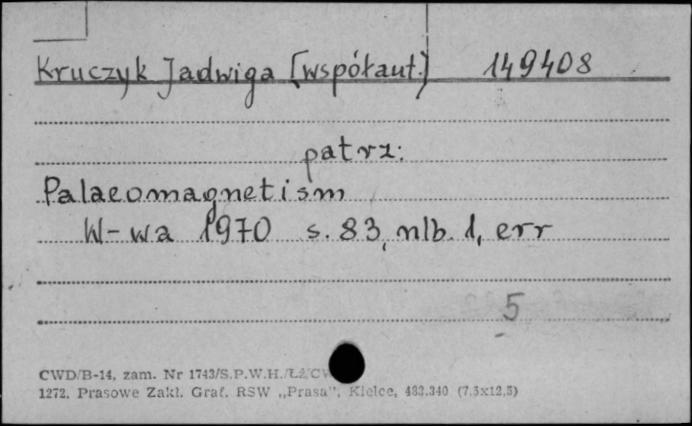 Kruczyk Jadwiga [współaut.] 149408
patrz:
Palaeomagnetism
W-wa 1970 s. 83, nlb. 1, err
5
CWD/B-14, zam. Nr 1743/S.P.W.H.
1272. Prasowe Zakł. Graf. RSW „Prasa", Kielce, 483.340 (7,5x12,5)